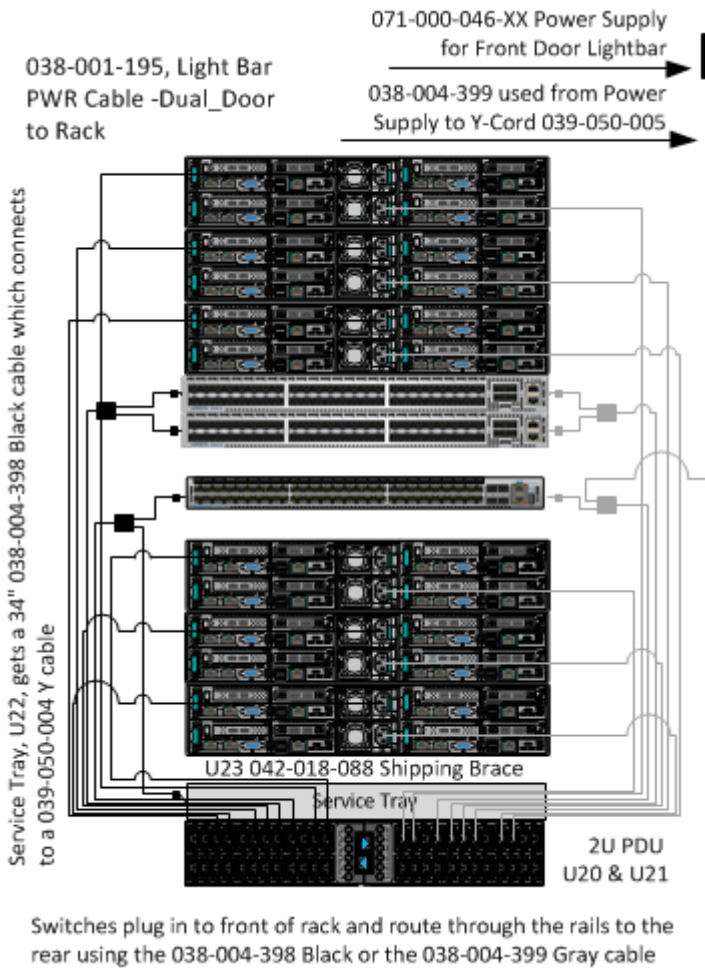 071-000-046-XX Power Supply
for Front Door Lightbar
038-001-195, Light Bar
PWR Cable -Dual_Door
to Rack
038-004-399 used from Power
Supply to Y-Cord 039-050-005
Service Tray, U22, gets a 34" 038-004-398 Black cable which connects
to a 039-050-004 Y cable
U23 042-018-088 Shipping Brace
Service Tray
2U PDU
U20 & U21
Switches plug in to front of rack and route through the rails to the
rear using the 038-004-398 Black or the 038-004-399 Gray cable